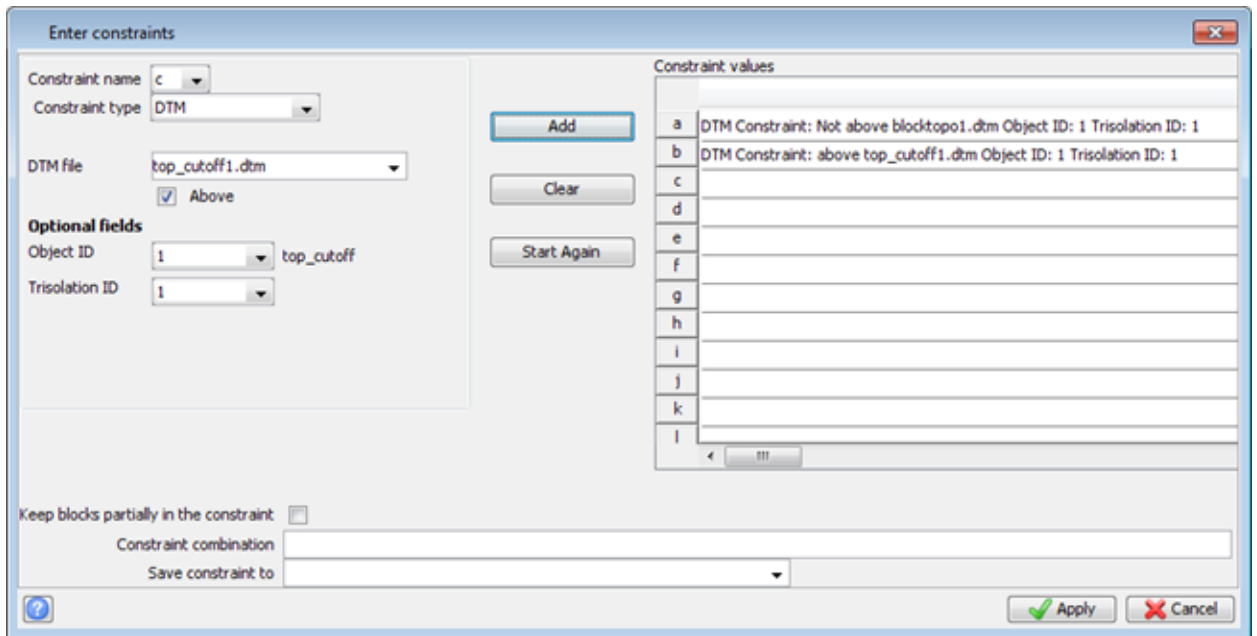 Enter constraints
Constraint name c
Constraint type DTM
DTM file top_cutoff1.dtm
Above
Optional fields
Object ID 1 top_cutoff
Trisolation ID 1
Add
Clear
Start Again
Constraint values
a DTM Constraint: Not above blocktopo1.dtm Object ID: 1 Trisolation ID: 1
b DTM Constraint: above top_cutoff1.dtm Object ID: 1 Trisolation ID: 1
c
d
e
f
g
h
i
j
k
l
Keep blocks partially in the constraint
Constraint combination
Save constraint to
Apply
Cancel